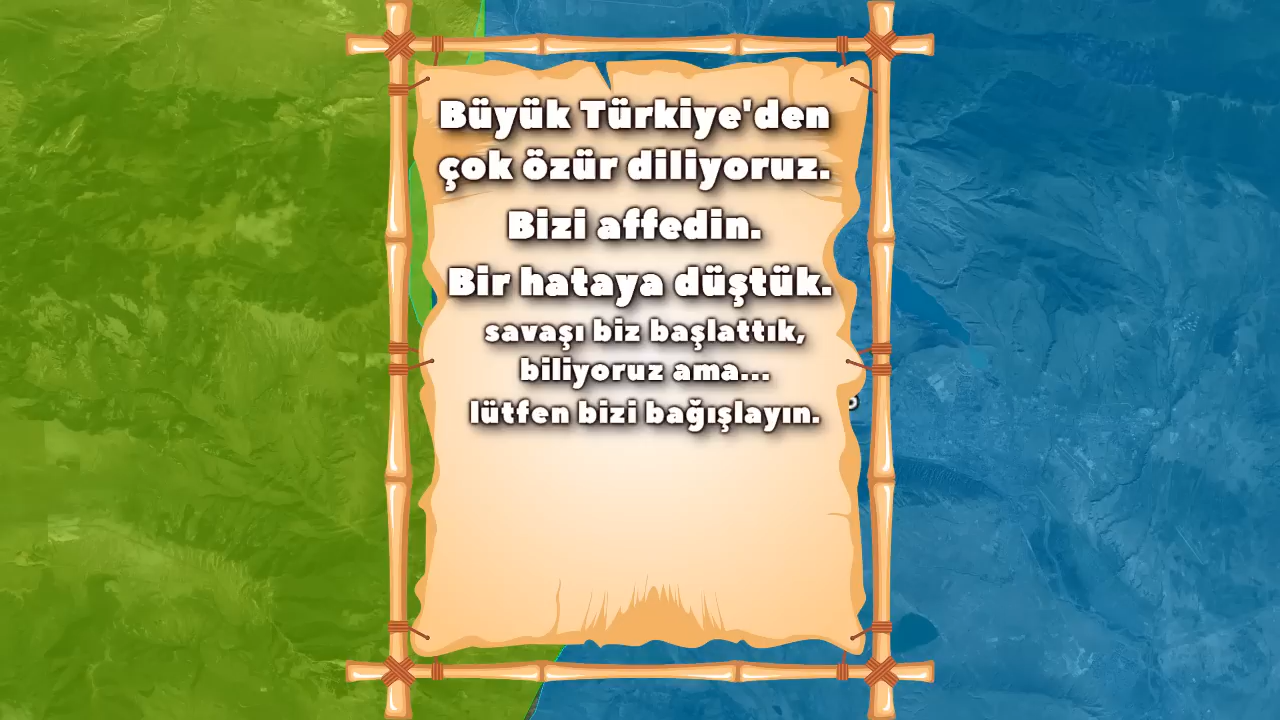 Büyük Türkiye'den
çok özür diliyoruz.
Bizi affedin.
Bir hataya düştük.
savaşı biz başlattık,
biliyoruz ama...
lütfen bizi bağışlayın.